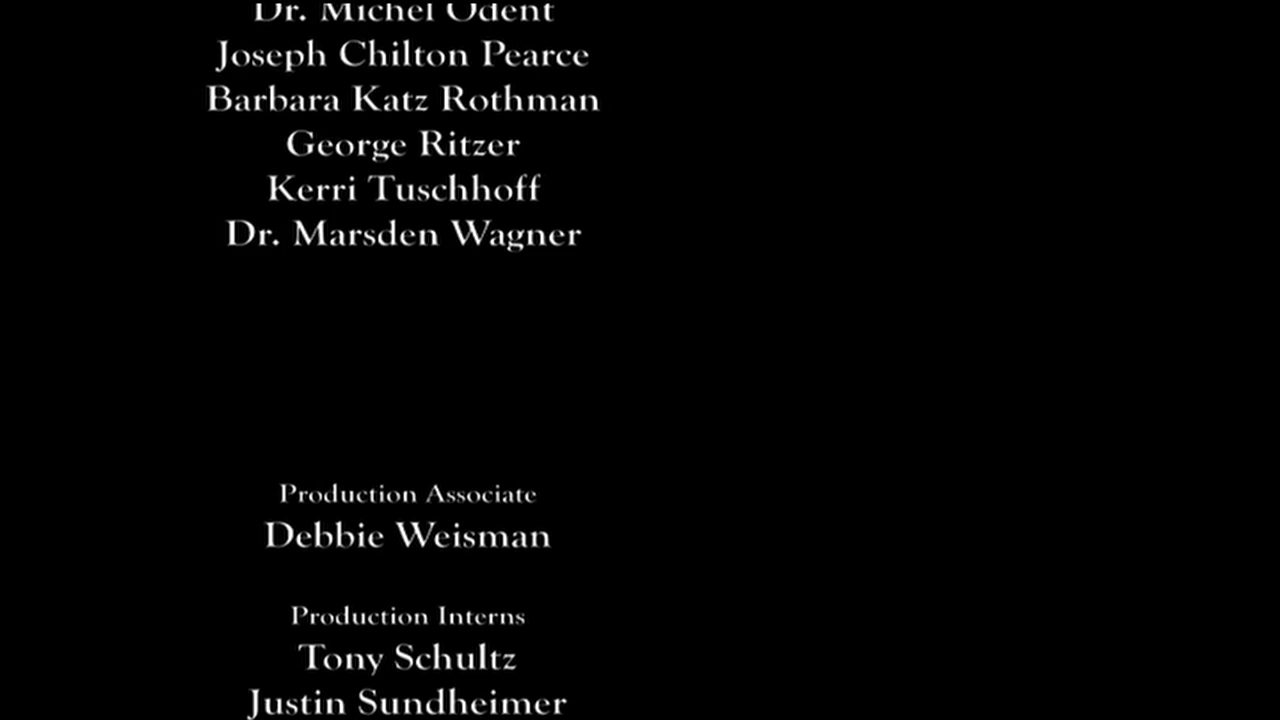 Dr. Michel Odent
Joseph Chilton Pearce
Barbara Katz Rothman
George Ritzer
Kerri Tuschhoff
Dr. Marsden Wagner
Production Associate
Debbie Weisman
Production Interns
Tony Schultz
Justin Sundheimer